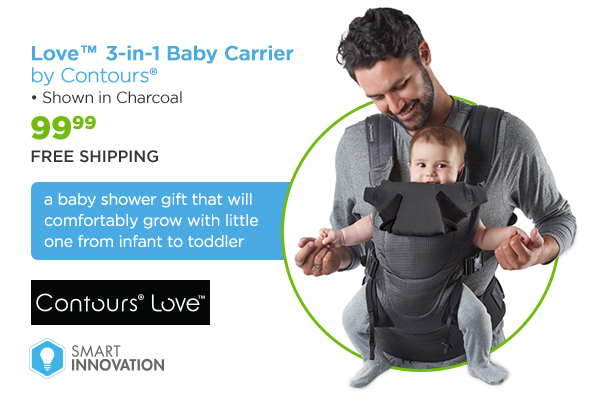 Love™ 3-in-1 Baby Carrier
by Contours®
• Shown in Charcoal
99⁹⁹
FREE SHIPPING
a baby shower gift that will
comfortably grow with little
one from infant to toddler
Contours® Love™
SMART
INNOVATION